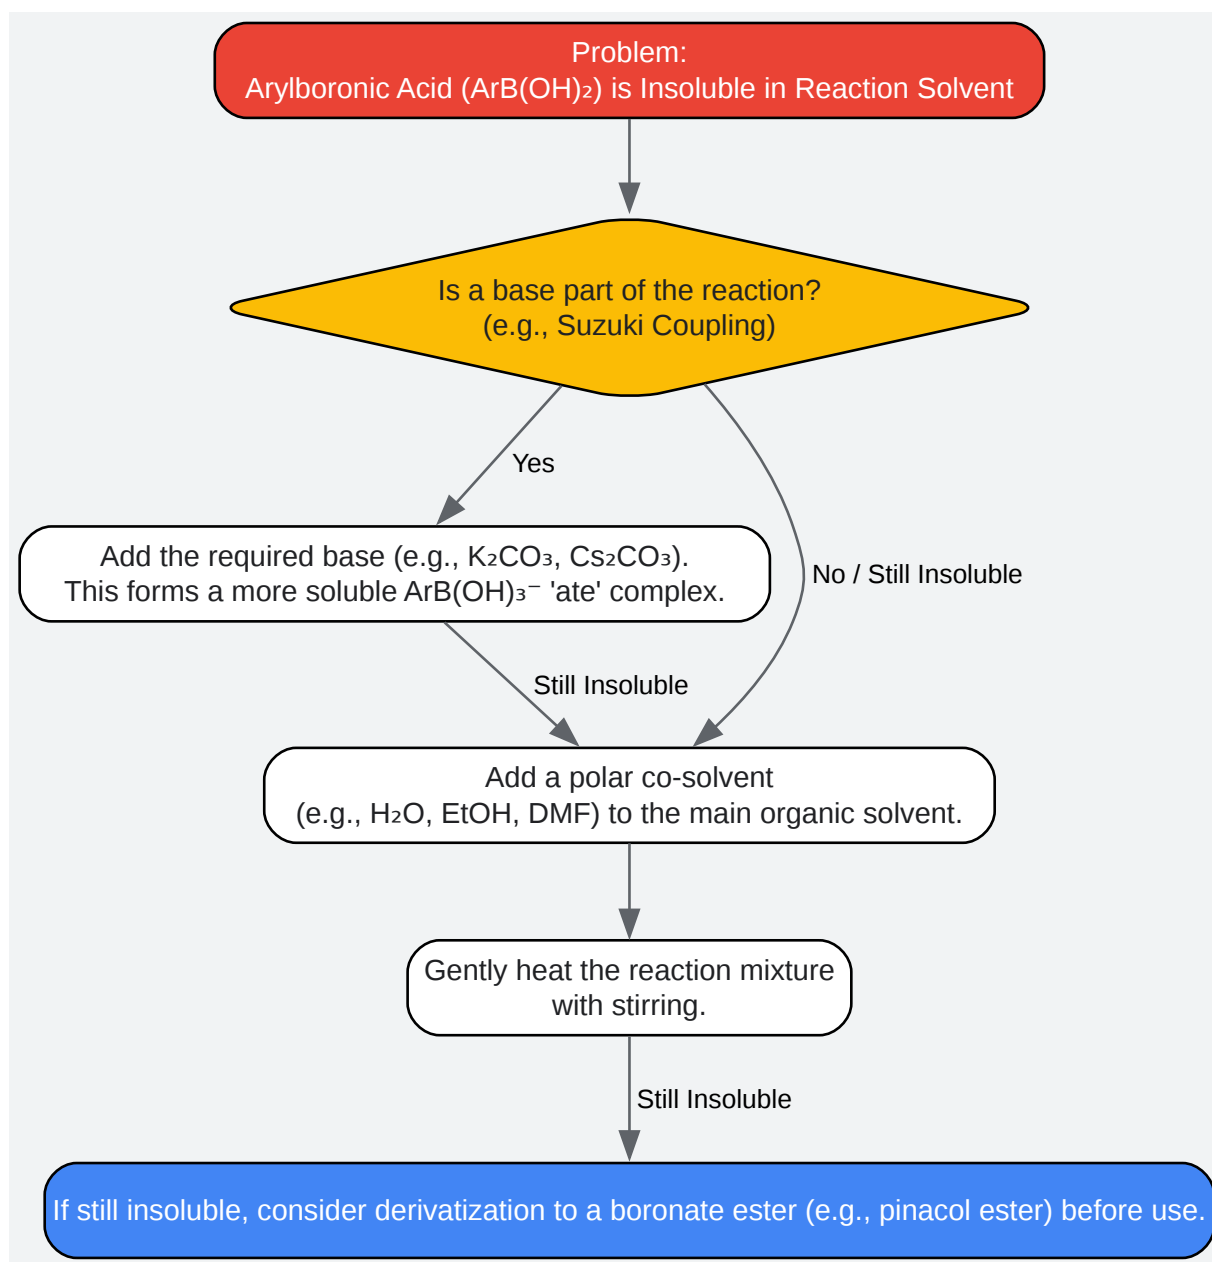 Problem:
Arylboronic Acid (ArB(OH)₂) is Insoluble in Reaction Solvent
Is a base part of the reaction?
(e.g., Suzuki Coupling)
Yes
Add the required base (e.g., K₂CO₃, Cs₂CO₃).
This forms a more soluble ArB(OH)₃⁻ 'ate' complex.
No / Still Insoluble
Still Insoluble
Add a polar co-solvent
(e.g., H₂O, EtOH, DMF) to the main organic solvent.
Gently heat the reaction mixture
with stirring.
Still Insoluble
If still insoluble, consider derivatization to a boronate ester (e.g., pinacol ester) before use.